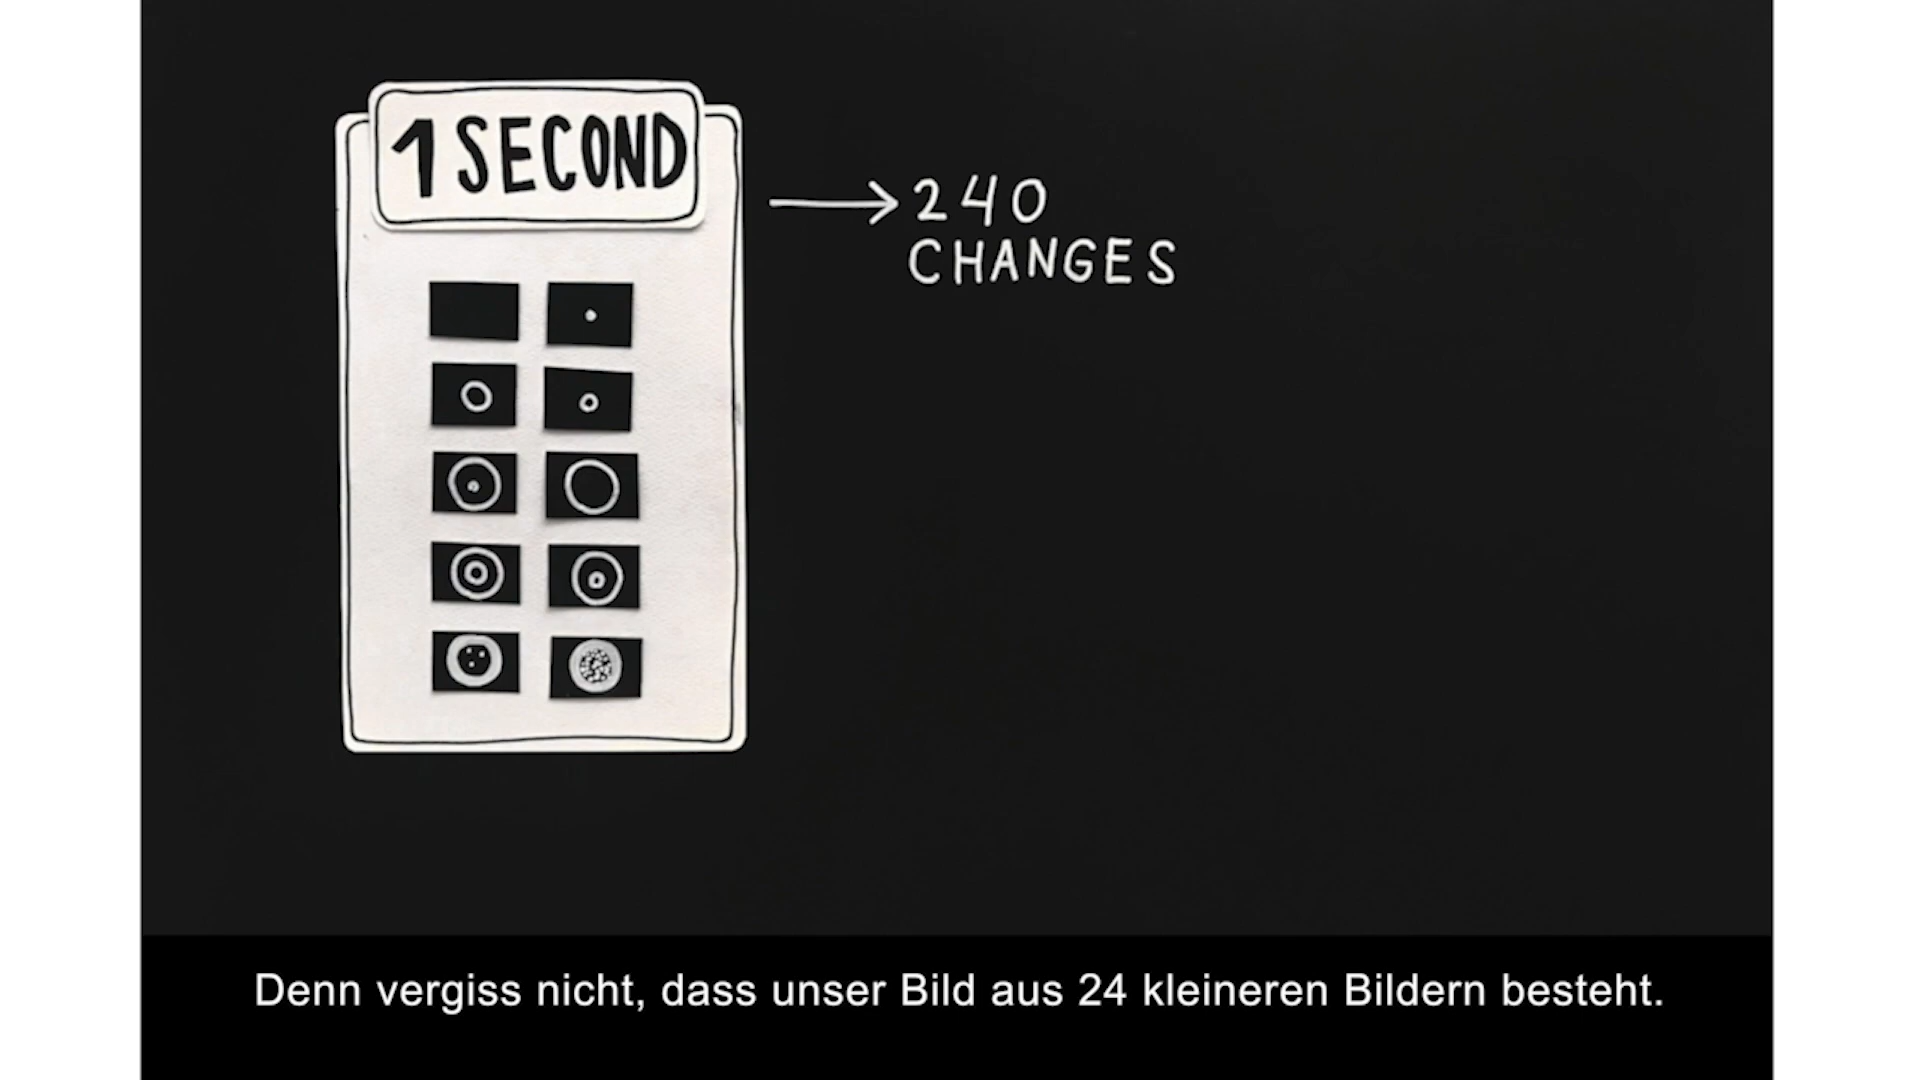 1 SECOND
240
CHANGES
Denn vergiss nicht, dass unser Bild aus 24 kleineren Bildern besteht.